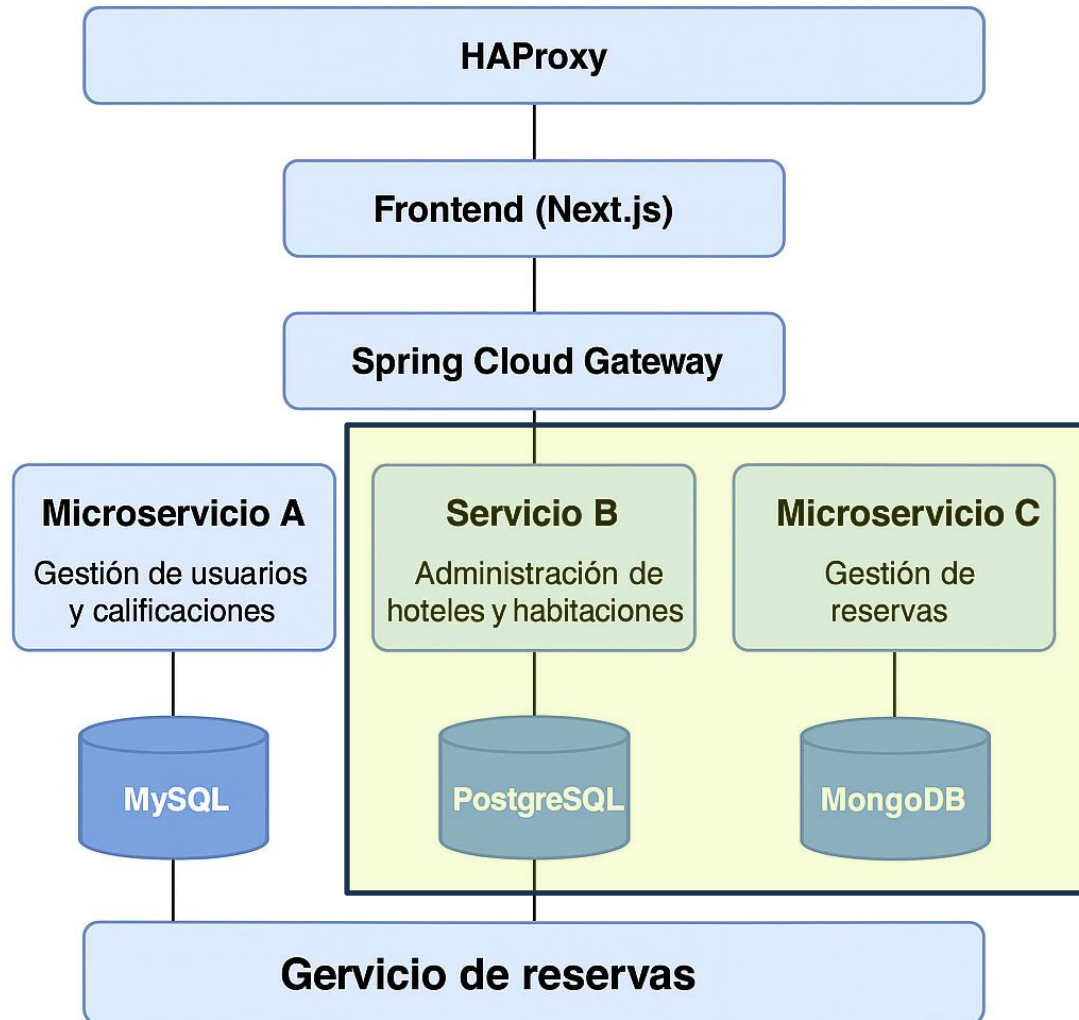 HAProxy
Frontend (Next.js)
Spring Cloud Gateway
Microservicio A
Gestión de usuarios
y calificaciones
Servicio B
Administración de
hoteles y habitaciones
Microservicio C
Gestión de
reservas
MySQL
PostgreSQL
MongoDB
Gervicio de reservas